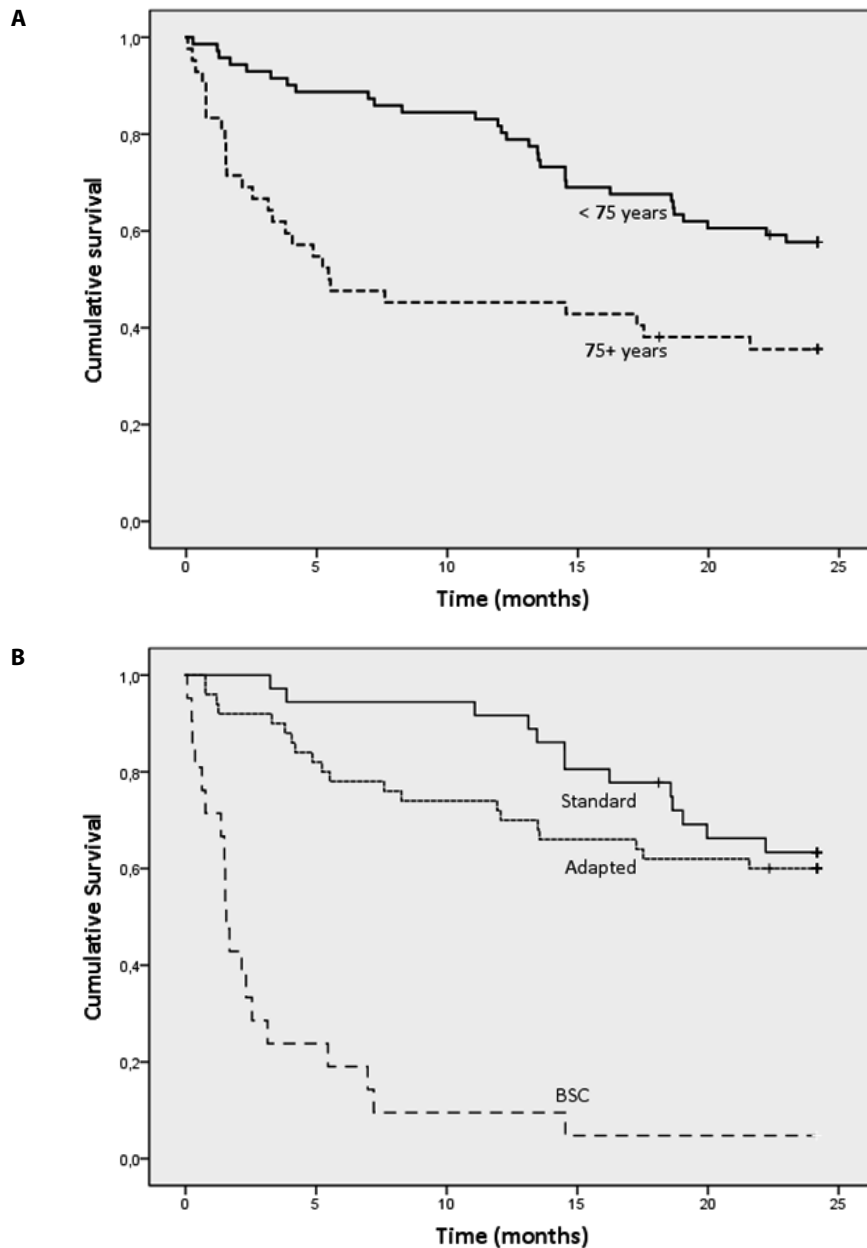 A
Cumulative survival
1,0
0,8
0,6
0,4
0,2
0,0
< 75 years
75+ years
0 5 10 15 20 25
Time (months)
B
Cumulative Survival
1,0
0,8
0,6
0,4
0,2
0,0
Standard
Adapted
BSC
0 5 10 15 20 25
Time (months)